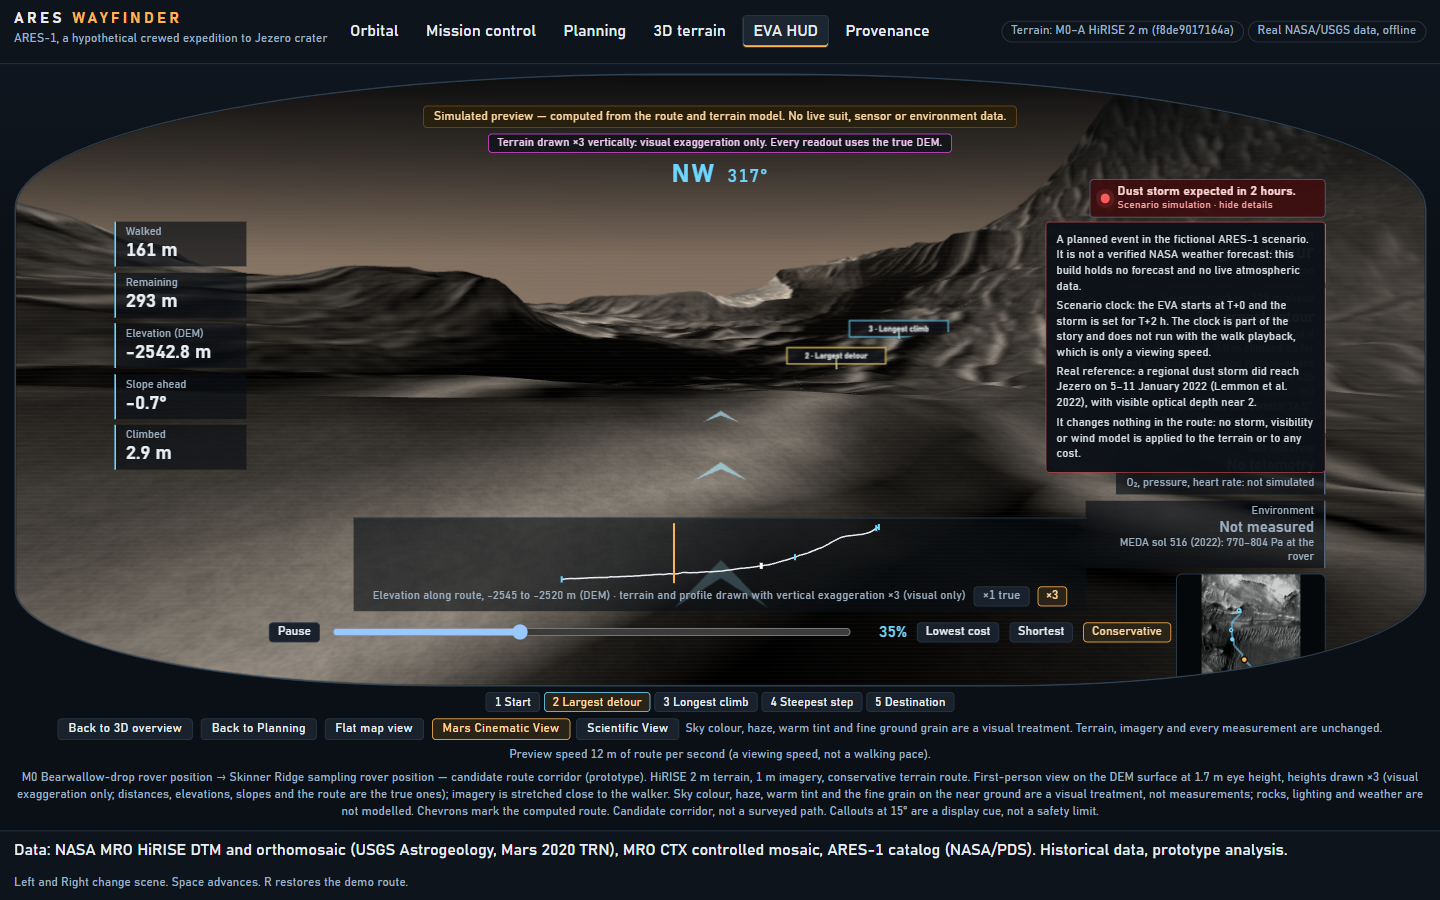 ARES WAYFINDER
ARES-1, a hypothetical crewed expedition to Jezero crater
Orbital
Mission control
Planning
3D terrain
EVA HUD
Provenance
Terrain: M0-A HiRISE 2 m (f8de9017164a)
Real NASA/USGS data, offline
Simulated preview — computed from the route and terrain model. No live suit, sensor or environment data.
Terrain drawn ×3 vertically: visual exaggeration only. Every readout uses the true DEM.
NW 317°
Walked
161 m
Remaining
293 m
Elevation (DEM)
-2542.8 m
Slope ahead
-0.7°
Climbed
2.9 m
3 · Longest climb
2 · Largest detour
Dust storm expected in 2 hours.
Scenario simulation · hide details
A planned event in the fictional ARES-1 scenario.
It is not a verified NASA weather forecast: this
build holds no forecast and no live atmospheric
data.
Scenario clock: the EVA starts at T+0 and the
storm is set for T+2 h. The clock is part of the
story and does not run with the walk playback,
which is only a viewing speed.
Real reference: a regional dust storm did reach
Jezero on 5-11 January 2022 (Lemmon et al.
2022), with visible optical depth near 2.
It changes nothing in the route: no storm, visibility
or wind model is applied to the terrain or to any
cost.
O₂, pressure, heart rate: not simulated
Environment
Not measured
MEDA sol 516 (2022): 770-804 Pa at the
rover
Elevation along route, -2545 to -2520 m (DEM) · terrain and profile drawn with vertical exaggeration ×3 (visual only)
×1 true
×3
Pause
35%
Lowest cost
Shortest
Conservative
1 Start
2 Largest detour
3 Longest climb
4 Steepest step
5 Destination
Back to 3D overview
Back to Planning
Flat map view
Mars Cinematic View
Scientific View
Sky colour, haze, warm tint and fine ground grain are a visual treatment. Terrain, imagery and every measurement are unchanged.
Preview speed 12 m of route per second (a viewing speed, not a walking pace).
M0 Bearwallow-drop rover position → Skinner Ridge sampling rover position — candidate route corridor (prototype). HiRISE 2 m terrain, 1 m imagery, conservative terrain route. First-person view on the DEM surface at 1.7 m eye height, heights drawn ×3 (visual
exaggeration only; distances, elevations, slopes and the route are the true ones); imagery is stretched close to the walker. Sky colour, haze, warm tint and the fine grain on the near ground are a visual treatment, not measurements; rocks, lighting and weather are
not modelled. Chevrons mark the computed route. Candidate corridor, not a surveyed path. Callouts at 15° are a display cue, not a safety limit.
Data: NASA MRO HiRISE DTM and orthomosaic (USGS Astrogeology, Mars 2020 TRN), MRO CTX controlled mosaic, ARES-1 catalog (NASA/PDS). Historical data, prototype analysis.
Left and Right change scene. Space advances. R restores the demo route.